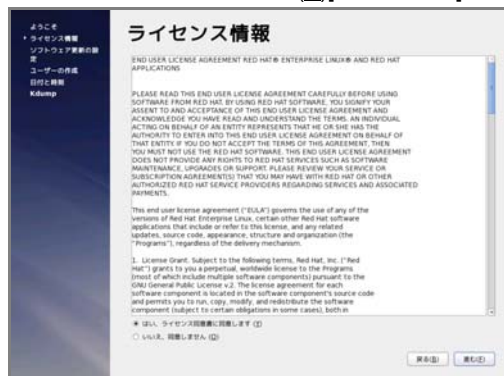 ようこそ
ライセンス情報
ソフトウェア更新の設
定
ユーザーの作成
日付と時刻
Kdump
ライセンス情報
END USER LICENSE AGREEMENT RED HAT® ENTERPRISE LINUX® AND RED HAT
APPLICATIONS
PLEASE READ THIS END USER LICENSE AGREEMENT CAREFULLY BEFORE USING
SOFTWARE FROM RED HAT. BY USING RED HAT SOFTWARE, YOU SIGNIFY YOUR
ASSENT TO AND ACCEPTANCE OF THIS END USER LICENSE AGREEMENT AND
ACKNOWLEDGE YOU HAVE READ AND UNDERSTAND THE TERMS. AN INDIVIDUAL
ACTING ON BEHALF OF AN ENTITY REPRESENTS THAT HE OR SHE HAS THE
AUTHORITY TO ENTER INTO THIS END USER LICENSE AGREEMENT ON BEHALF OF
THAT ENTITY. IF YOU DO NOT ACCEPT THE TERMS OF THIS AGREEMENT, THEN
YOU MUST NOT USE THE RED HAT SOFTWARE. THIS END USER LICENSE AGREEMENT
DOES NOT PROVIDE ANY RIGHTS TO RED HAT SERVICES SUCH AS SOFTWARE
MAINTENANCE, UPGRADES OR SUPPORT. PLEASE REVIEW YOUR SERVICE OR
SUBSCRIPTION AGREEMENT(S) THAT YOU MAY HAVE WITH RED HAT OR OTHER
AUTHORIZED RED HAT SERVICE PROVIDERS REGARDING SERVICES AND ASSOCIATED
PAYMENTS.
This end user license agreement ("EULA") governs the use of any of the
versions of Red Hat Enterprise Linux, certain other Red Hat software
applications that include or refer to this license, and any related
updates, source code, appearance, structure and organization (the
"Programs"), regardless of the delivery mechanism.
1. License Grant. Subject to the following terms, Red Hat, Inc. ("Red
Hat") grants to you a perpetual, worldwide license to the Programs
(most of which include multiple software components) pursuant to the
GNU General Public License v.2. The license agreement for each
software component is located in the software component's source code
and permits you to run, copy, modify, and redistribute the software
component (subject to certain obligations in some cases), both in
はい、ライセンス同意書に同意します (Y)
いいえ、同意しません (O)
戻る(B)
進む(F)